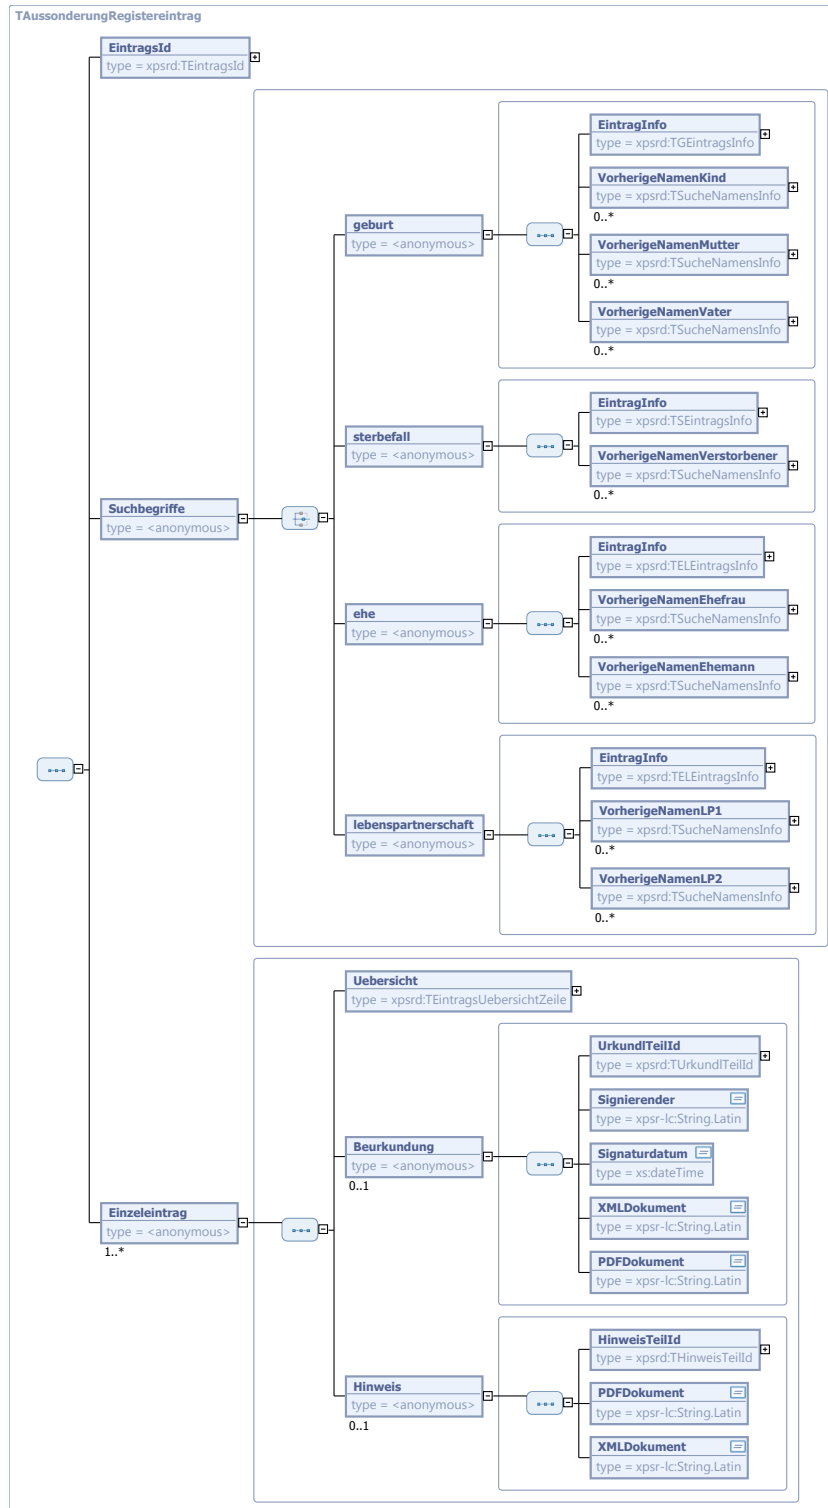 TAussonderungRegistereintrag
EintragsId
type = xpsrd:TEintragsId
Suchbegriffe
type = <anonymous>
geburt
type = <anonymous>
EintragInfo
type = xpsrd:TGEintragsInfo
VorherigeNamenKind
type = xpsrd:TSucheNamensInfo
0..*
VorherigeNamenMutter
type = xpsrd:TSucheNamensInfo
0..*
VorherigeNamenVater
type = xpsrd:TSucheNamensInfo
0..*
sterbefall
type = <anonymous>
EintragInfo
type = xpsrd:TSEintragsInfo
VorherigeNamenVerstorbener
type = xpsrd:TSucheNamensInfo
0..*
ehe
type = <anonymous>
EintragInfo
type = xpsrd:TELEintragsInfo
VorherigeNamenEhefrau
type = xpsrd:TSucheNamensInfo
0..*
VorherigeNamenEhemann
type = xpsrd:TSucheNamensInfo
0..*
lebenspartnerschaft
type = <anonymous>
EintragInfo
type = xpsrd:TELEintragsInfo
VorherigeNamenLP1
type = xpsrd:TSucheNamensInfo
0..*
VorherigeNamenLP2
type = xpsrd:TSucheNamensInfo
0..*
Einzeleintrag
type = <anonymous>
1..*
Uebersicht
type = xpsrd:TEintragsUebersichtZeile
Beurkundung
type = <anonymous>
0..1
UrkundlTeilId
type = xpsrd:TUrkundlTeilId
Signierender
type = xpsr-lc:String.Latin
Signaturdatum
type = xs:dateTime
XMLDokument
type = xpsr-lc:String.Latin
PDFDokument
type = xpsr-lc:String.Latin
Hinweis
type = <anonymous>
0..1
HinweisTeilId
type = xpsrd:THinweisTeilId
PDFDokument
type = xpsr-lc:String.Latin
XMLDokument
type = xpsr-lc:String.Latin